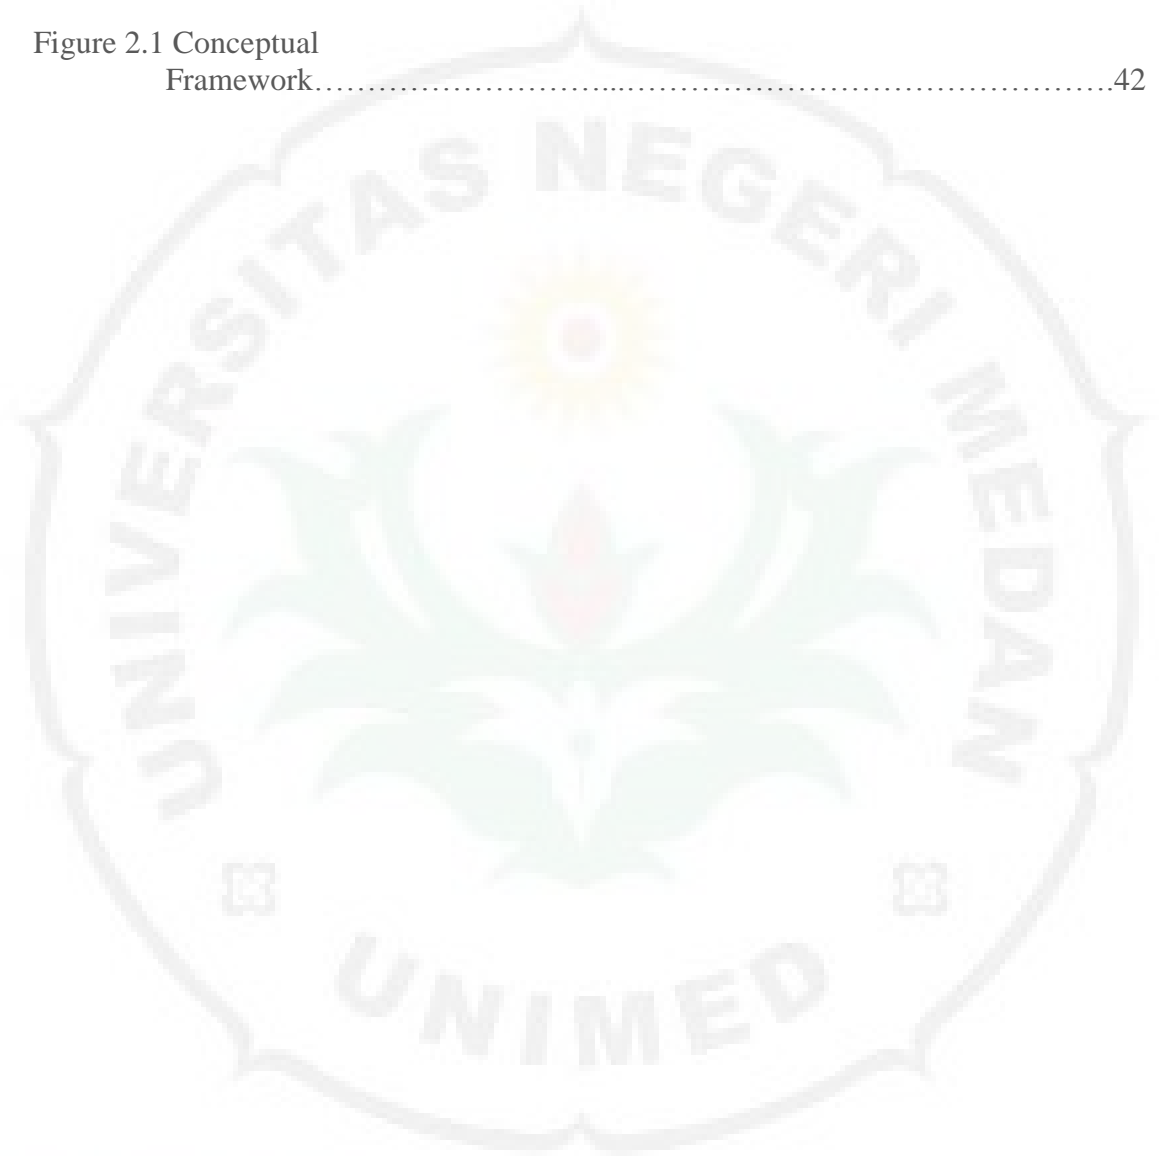 Figure 2.1 Conceptual
Framework…………………………...……………………………………………….42
UNIVERSITAS NEGERI MEDAN
UNIMED